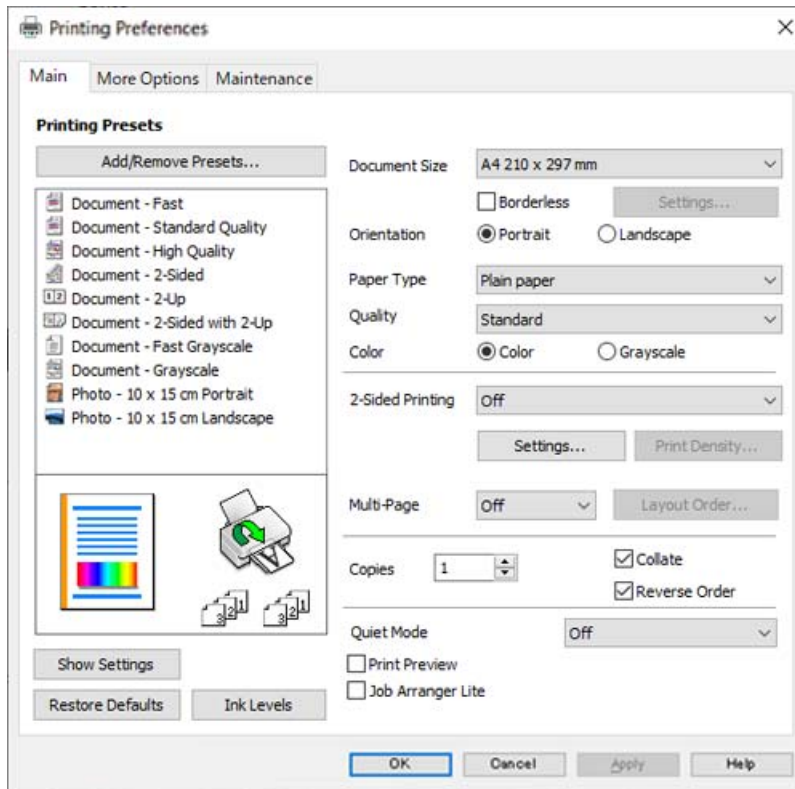 Printing Preferences
Main
More Options
Maintenance
Printing Presets
Add/Remove Presets...
Document - Fast
Document - Standard Quality
Document - High Quality
Document - 2-Sided
Document - 2-Up
Document - 2-Sided with 2-Up
Document - Fast Grayscale
Document - Grayscale
Photo - 10 x 15 cm Portrait
Photo - 10 x 15 cm Landscape
Show Settings
Restore Defaults
Ink Levels
Document Size
A4 210 x 297 mm
Borderless
Settings...
Orientation
Portrait
Landscape
Paper Type
Plain paper
Quality
Standard
Color
Color
Grayscale
2-Sided Printing
Off
Settings...
Print Density...
Multi-Page
Off
Layout Order...
Copies
1
Collate
Reverse Order
Quiet Mode
Off
Print Preview
Job Arranger Lite
OK
Cancel
Apply
Help